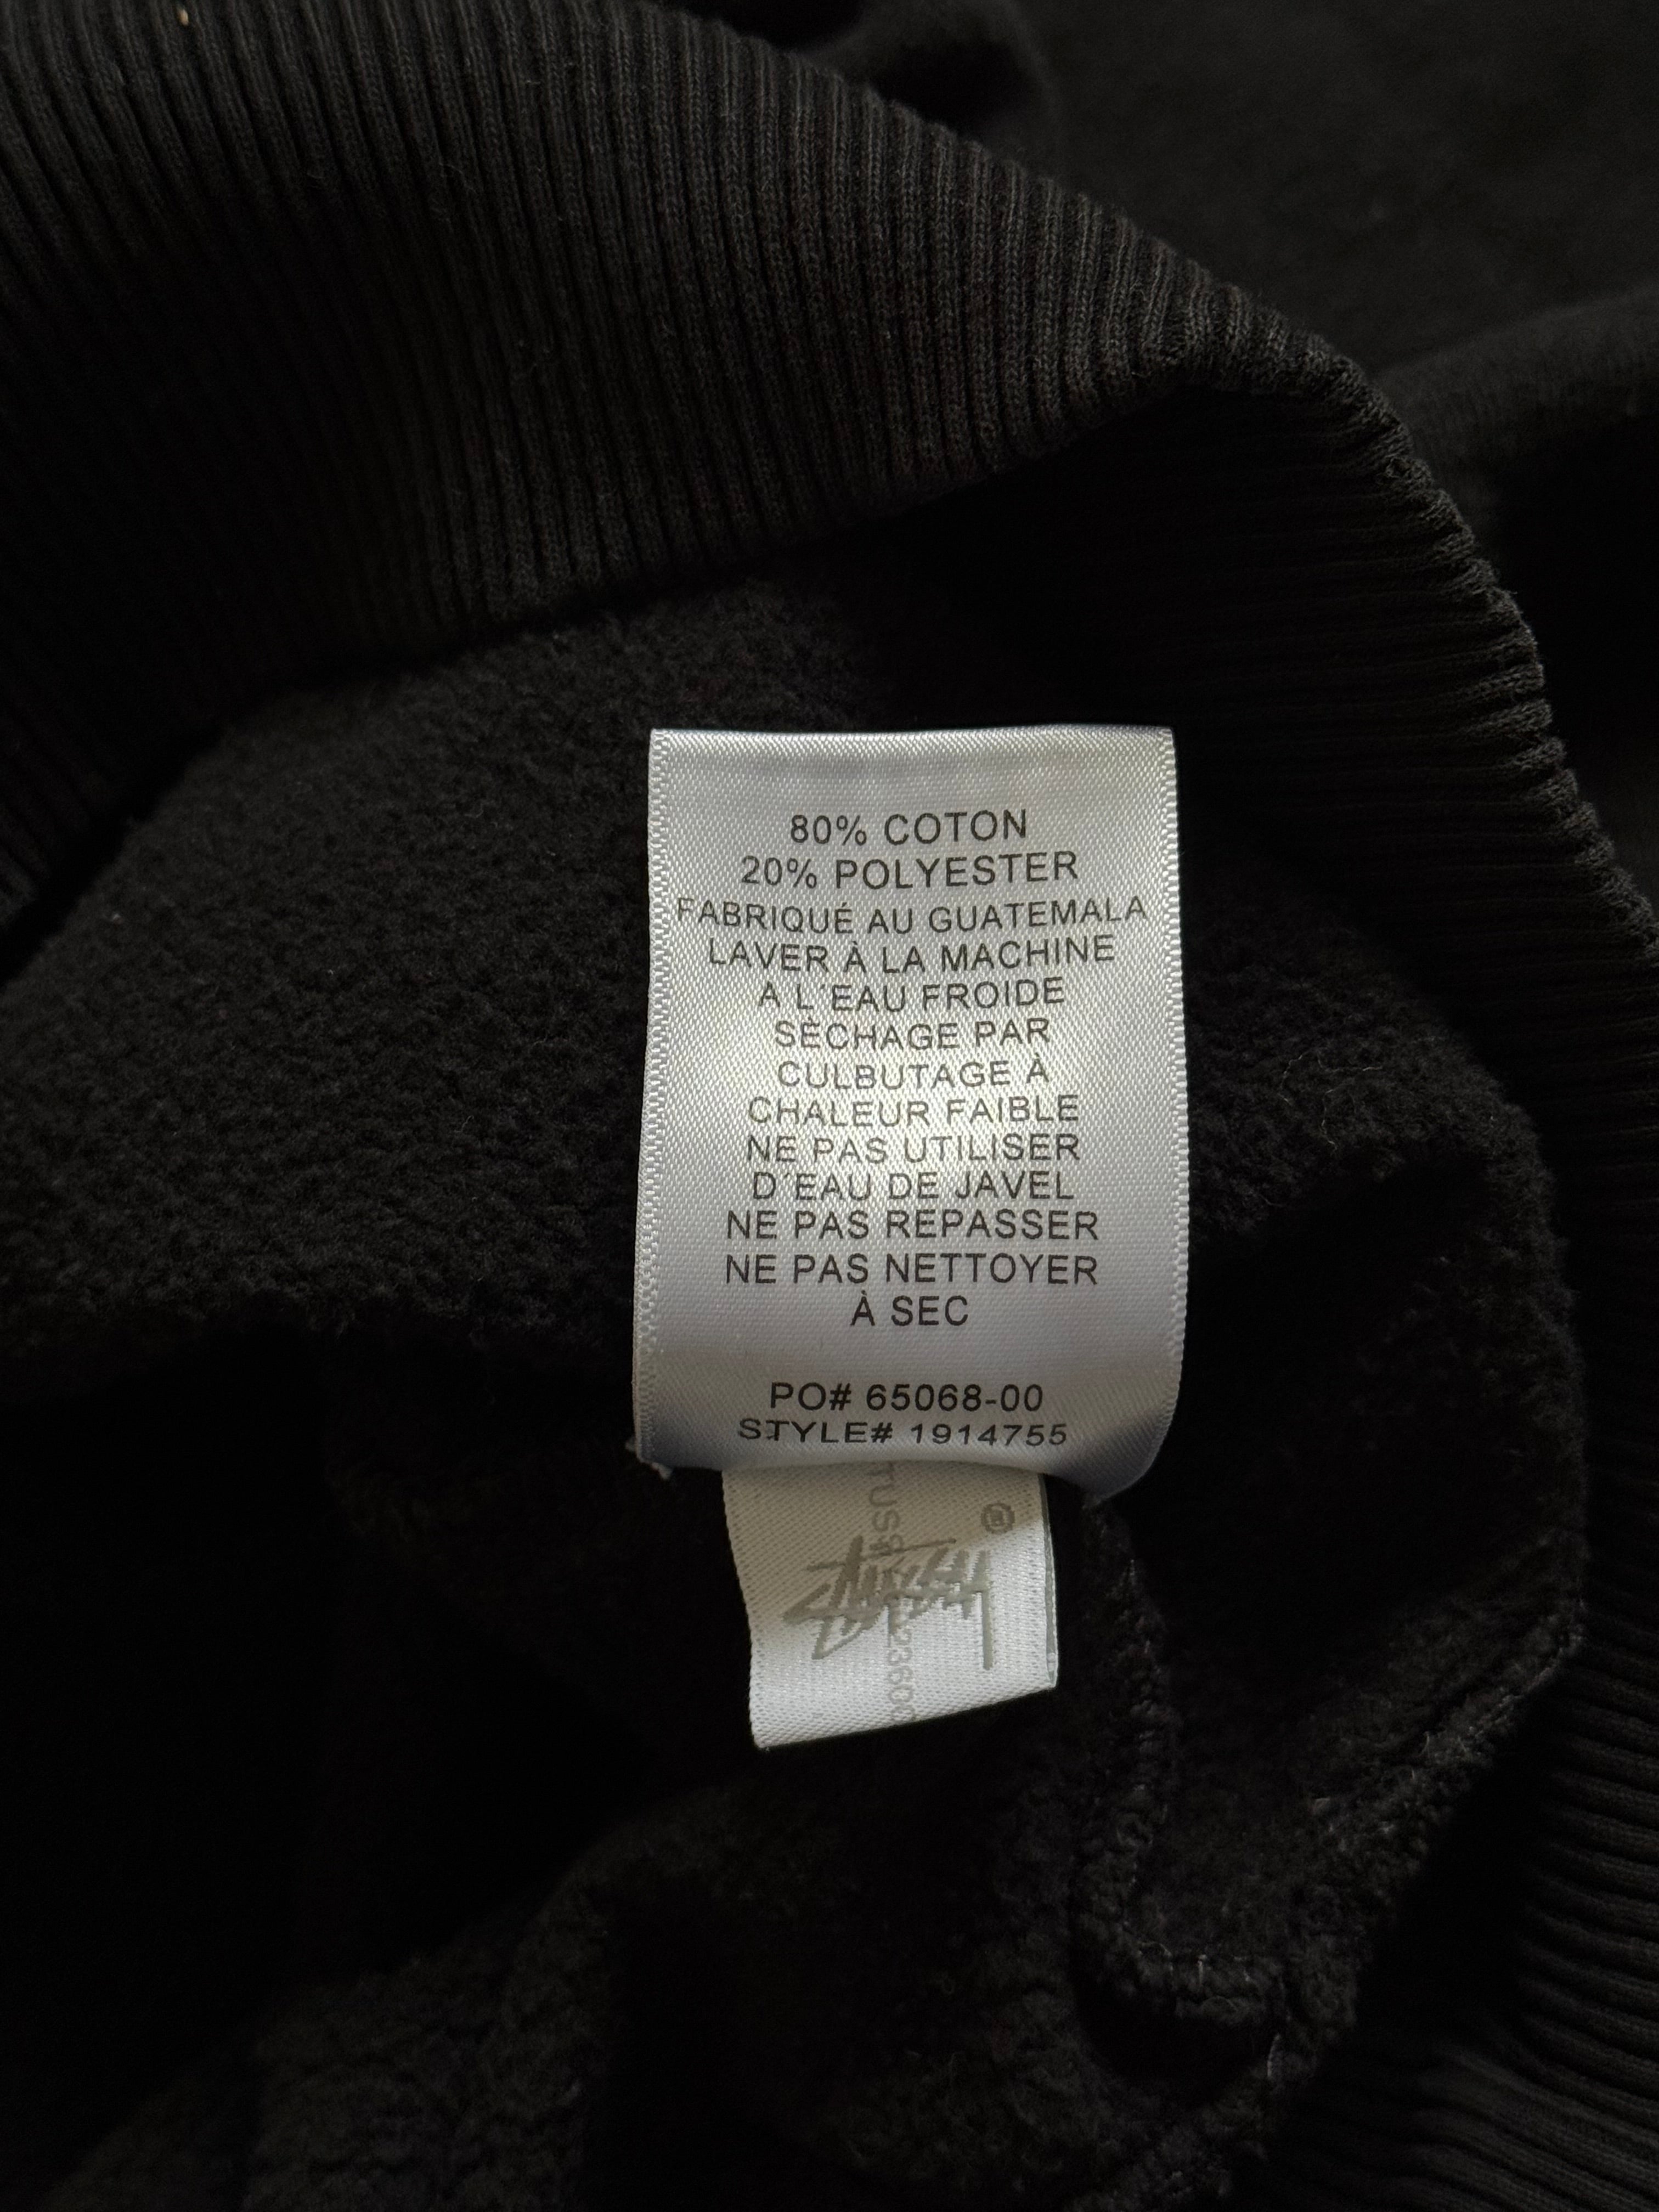 80% COTON
20% POLYESTER
FABRIQUÉ AU GUATEMALA
LAVER À LA MACHINE
A L'EAU FROIDE
SÈCHAGE PAR
CULBUTAGE À
CHALEUR FAIBLE
NE PAS UTILISER
D'EAU DE JAVEL
NE PAS REPASSER
NE PAS NETTOYER
À SEC
PO# 65068-00
STYLE# 1914755
®
Stüssy